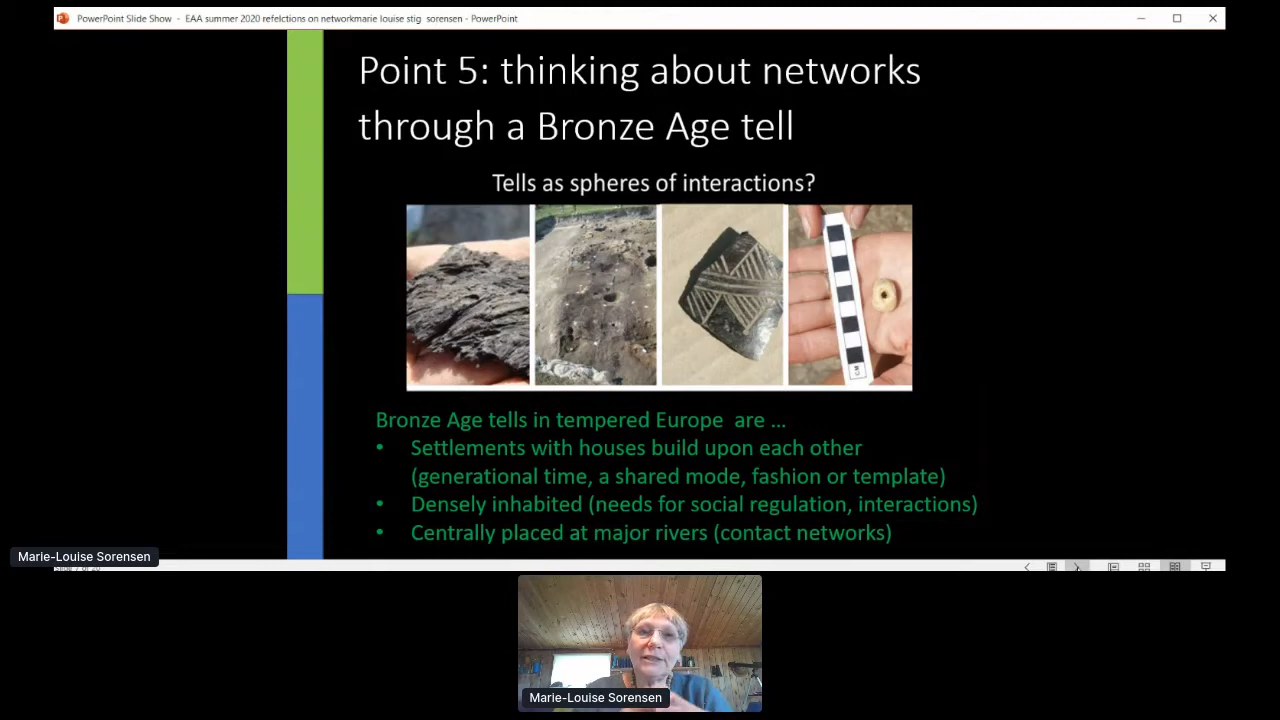 PowerPoint Slide Show - EAA summer 2020 refelctions on networkmarie louise stig sorensen - PowerPoint
Point 5: thinking about networks
through a Bronze Age tell
Tells as spheres of interactions?
CM
Bronze Age tells in tempered Europe are …
• Settlements with houses build upon each other
(generational time, a shared mode, fashion or template)
• Densely inhabited (needs for social regulation, interactions)
• Centrally placed at major rivers (contact networks)
Marie-Louise Sorensen
Marie-Louise Sorensen